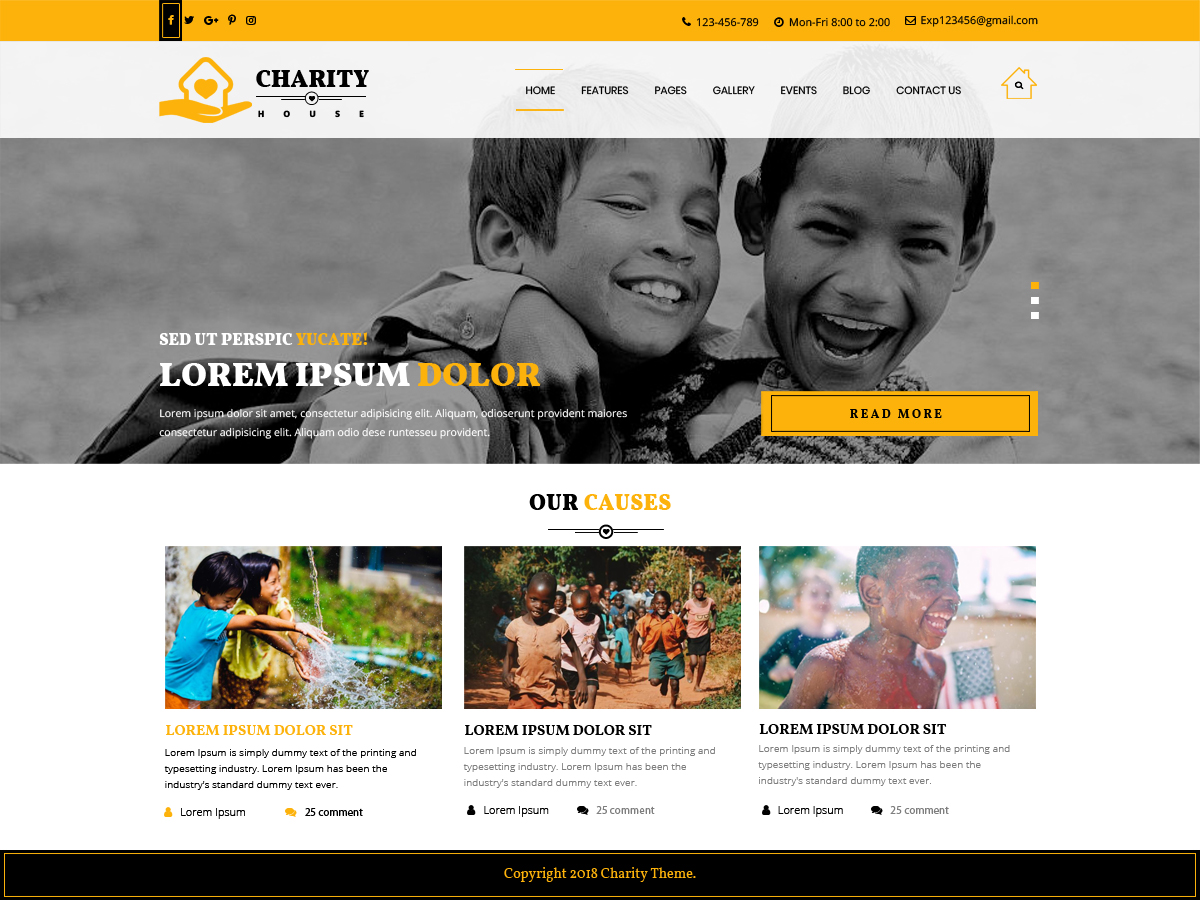 123-456-789 Mon-Fri 8:00 to 2:00 Exp123456@gmail.com
CHARITY
HOUSE
HOME FEATURES PAGES GALLERY EVENTS BLOG CONTACT US
SED UT PERSPIC YUCATE!
LOREM IPSUM DOLOR
Lorem ipsum dolor sit amet, consectetur adipisicing elit. Aliquam, odioserunt provident maiores
consectetur adipisicing elit. Aliquam odio dese runtesseu provident.
READ MORE
OUR CAUSES
LOREM IPSUM DOLOR SIT
Lorem Ipsum is simply dummy text of the printing and
typesetting industry. Lorem Ipsum has been the
industry's standard dummy text ever.
Lorem Ipsum 25 comment
LOREM IPSUM DOLOR SIT
Lorem Ipsum is simply dummy text of the printing and
typesetting industry. Lorem Ipsum has been the
industry's standard dummy text ever.
Lorem Ipsum 25 comment
LOREM IPSUM DOLOR SIT
Lorem Ipsum is simply dummy text of the printing and
typesetting industry. Lorem Ipsum has been the
industry's standard dummy text ever.
Lorem Ipsum 25 comment
Copyright 2018 Charity Theme.